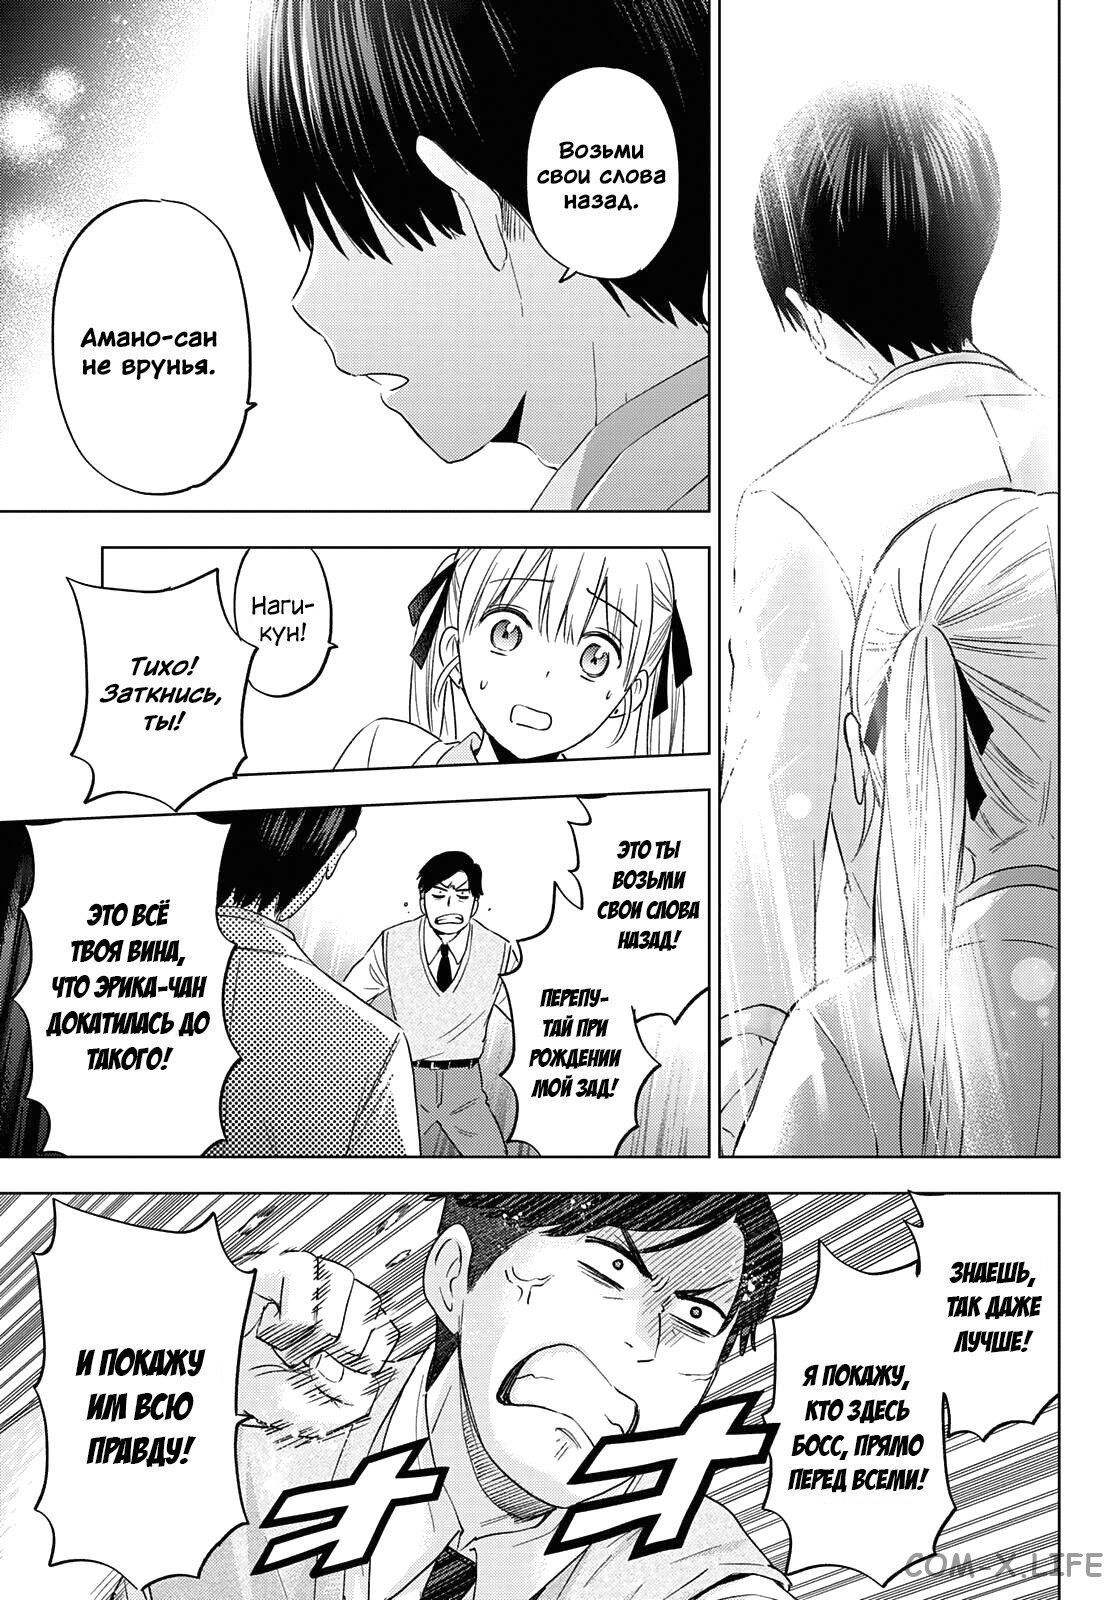 Возьми
свои слова
назад.
Амано-сан
не врунья.
Наги-
кун!
Тихо!
Заткнись,
ты!
ЭТО ТЫ
ВОЗЬМИ
СВОИ СЛОВА
НАЗАД!
ПЕРЕПУ-
ТАЙ ПРИ
РОЖДЕНИИ
МОЙ ЗАД!
ЭТО ВСЁ
ТВОЯ ВИНА,
ЧТО ЭРИКА-ЧАН
ДОКАТИЛАСЬ ДО
ТАКОГО!
ЗНАЕШЬ,
ТАК ДАЖЕ
ЛУЧШЕ!
Я ПОКАЖУ,
КТО ЗДЕСЬ
БОСС, ПРЯМО
ПЕРЕД ВСЕМИ!
И ПОКАЖУ
ИМ ВСЮ
ПРАВДУ!
オオ
COM-X.LIFE